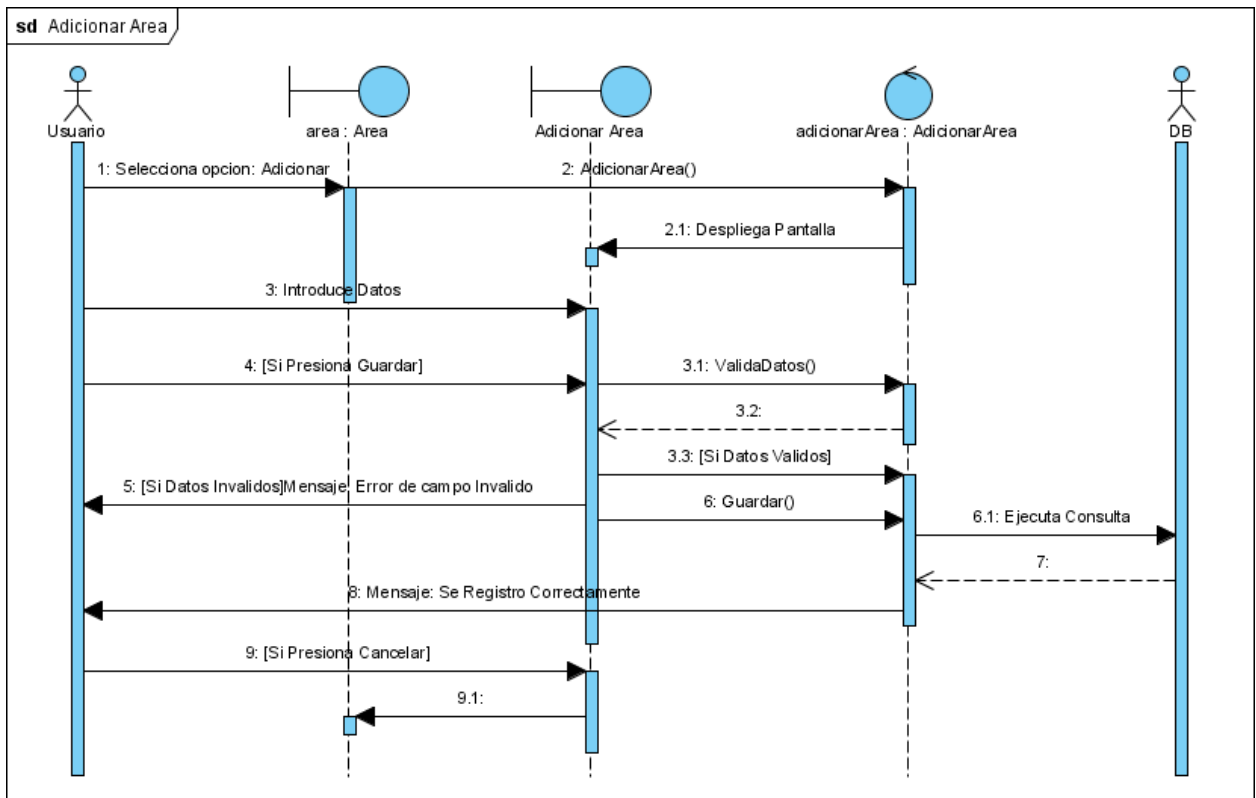 sd Adicionar Area
Usuario
area : Area
Adicionar Area
adicionarArea : AdicionarArea
DB
1: Selecciona opcion: Adicionar
2: AdicionarArea()
2.1: Despliega Pantalla
3: Introduce Datos
4: [Si Presiona Guardar]
3.1: ValidaDatos()
3.2:
3.3: [Si Datos Validos]
5: [Si Datos Invalidos]Mensaje: Error de campo Invalido
6: Guardar()
6.1: Ejecuta Consulta
7:
8: Mensaje: Se Registro Correctamente
9: [Si Presiona Cancelar]
9.1: